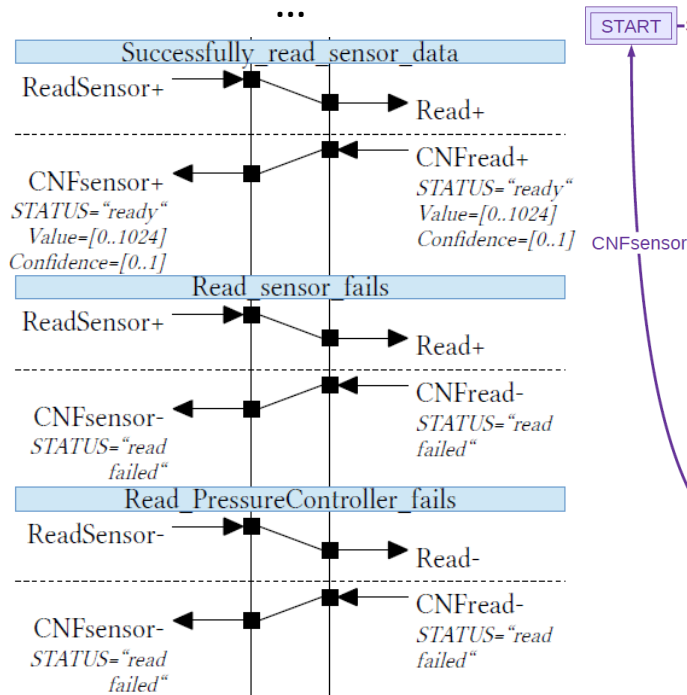 ...
Successfully_read_sensor_data
ReadSensor+
Read+
CNFread+
STATUS=“ready“
Value=[0..1024]
Confidence=[0..1]
CNFsensor+
STATUS=“ready“
Value=[0..1024]
Confidence=[0..1]
Read_sensor_fails
ReadSensor+
Read+
CNFread-
STATUS=“read
failed“
CNFsensor-
STATUS=“read
failed“
Read_PressureController_fails
ReadSensor-
Read-
CNFread-
STATUS=“read
failed“
CNFsensor-
STATUS=“read
failed“
START
CNFsensor